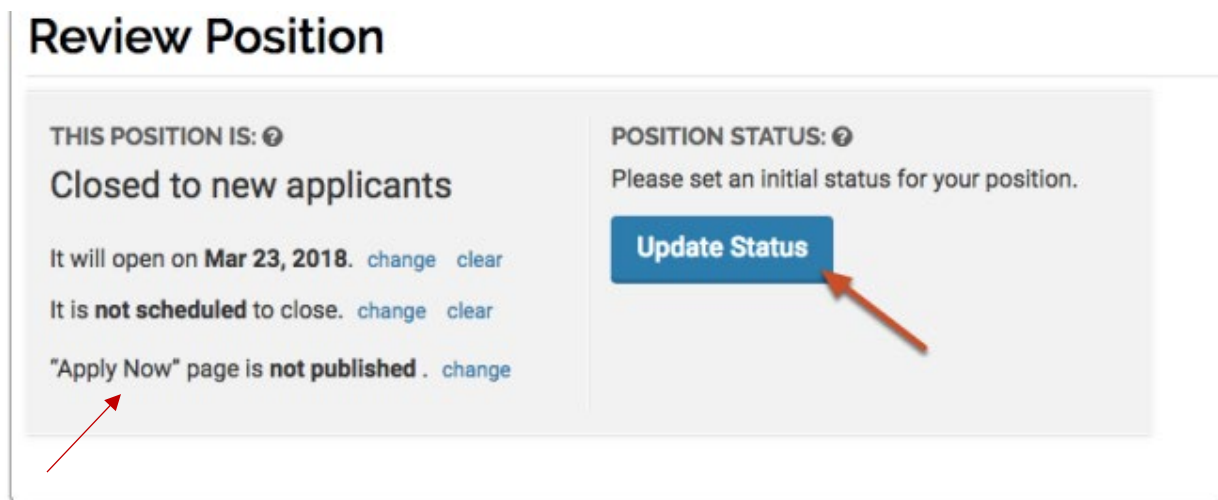 Review Position
THIS POSITION IS:
Closed to new applicants
It will open on Mar 23, 2018. change clear
It is not scheduled to close. change clear
“Apply Now” page is not published . change
POSITION STATUS:
Please set an initial status for your position.
Update Status